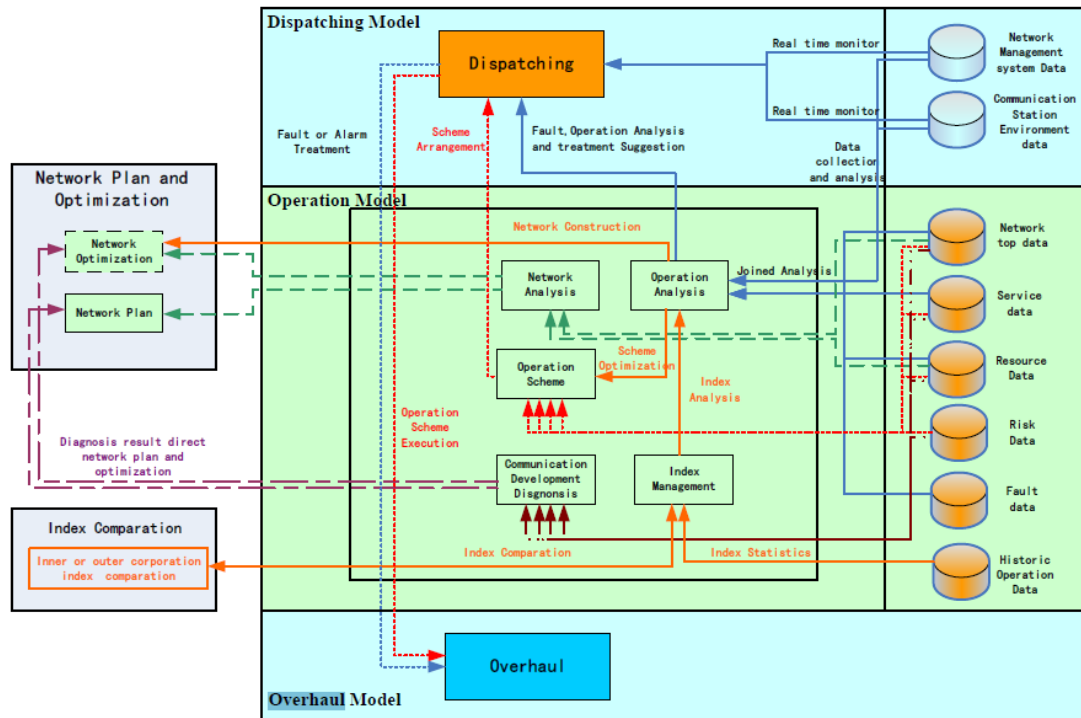 Dispatching Model
Dispatching
Real time monitor
Real time monitor
Network
Management
system Data
Communication
Station
Environment
data
Fault or Alarm
Treatment
Scheme
Arrangement
Fault,Operation Analysis
and treatment Suggestion
Data
collection
and analysis
Network Plan and
Optimization
Network
Optimization
Network Plan
Operation Model
Network Construction
Network
Analysis
Operation
Analysis
Joined Analysis
Network
top data
Service
data
Scheme
Optimization
Operation
Scheme
Index
Analysis
Resource
Data
Operation
Scheme
Execution
Risk
Data
Diagnosis result direct
network plan and
optimization
Communication
Development
Dignonsis
Index
Management
Fault
data
Index Comparation
Inner or outer corporation
index comparation
Index Comparation
Index Statistics
Historic
Operation
Data
Overhaul
Overhaul Model